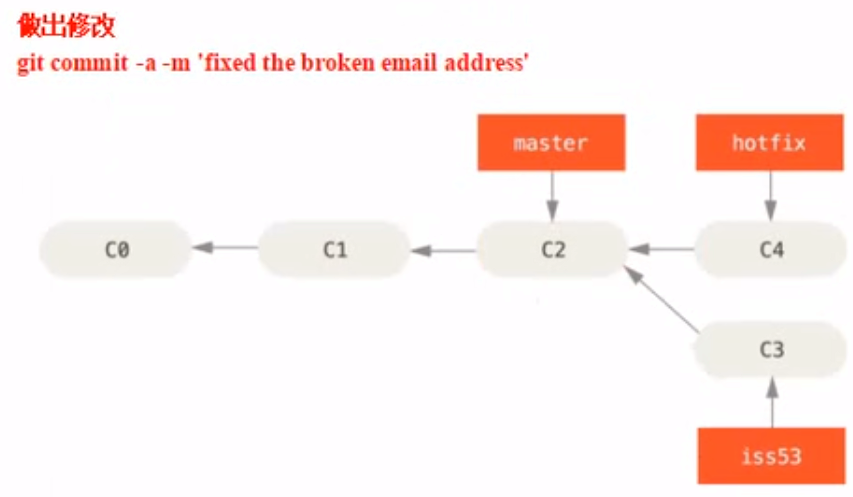 做出修改
git commit -a -m 'fixed the broken email address'
master hotfix
C0 C1 C2 C4
C3
iss53